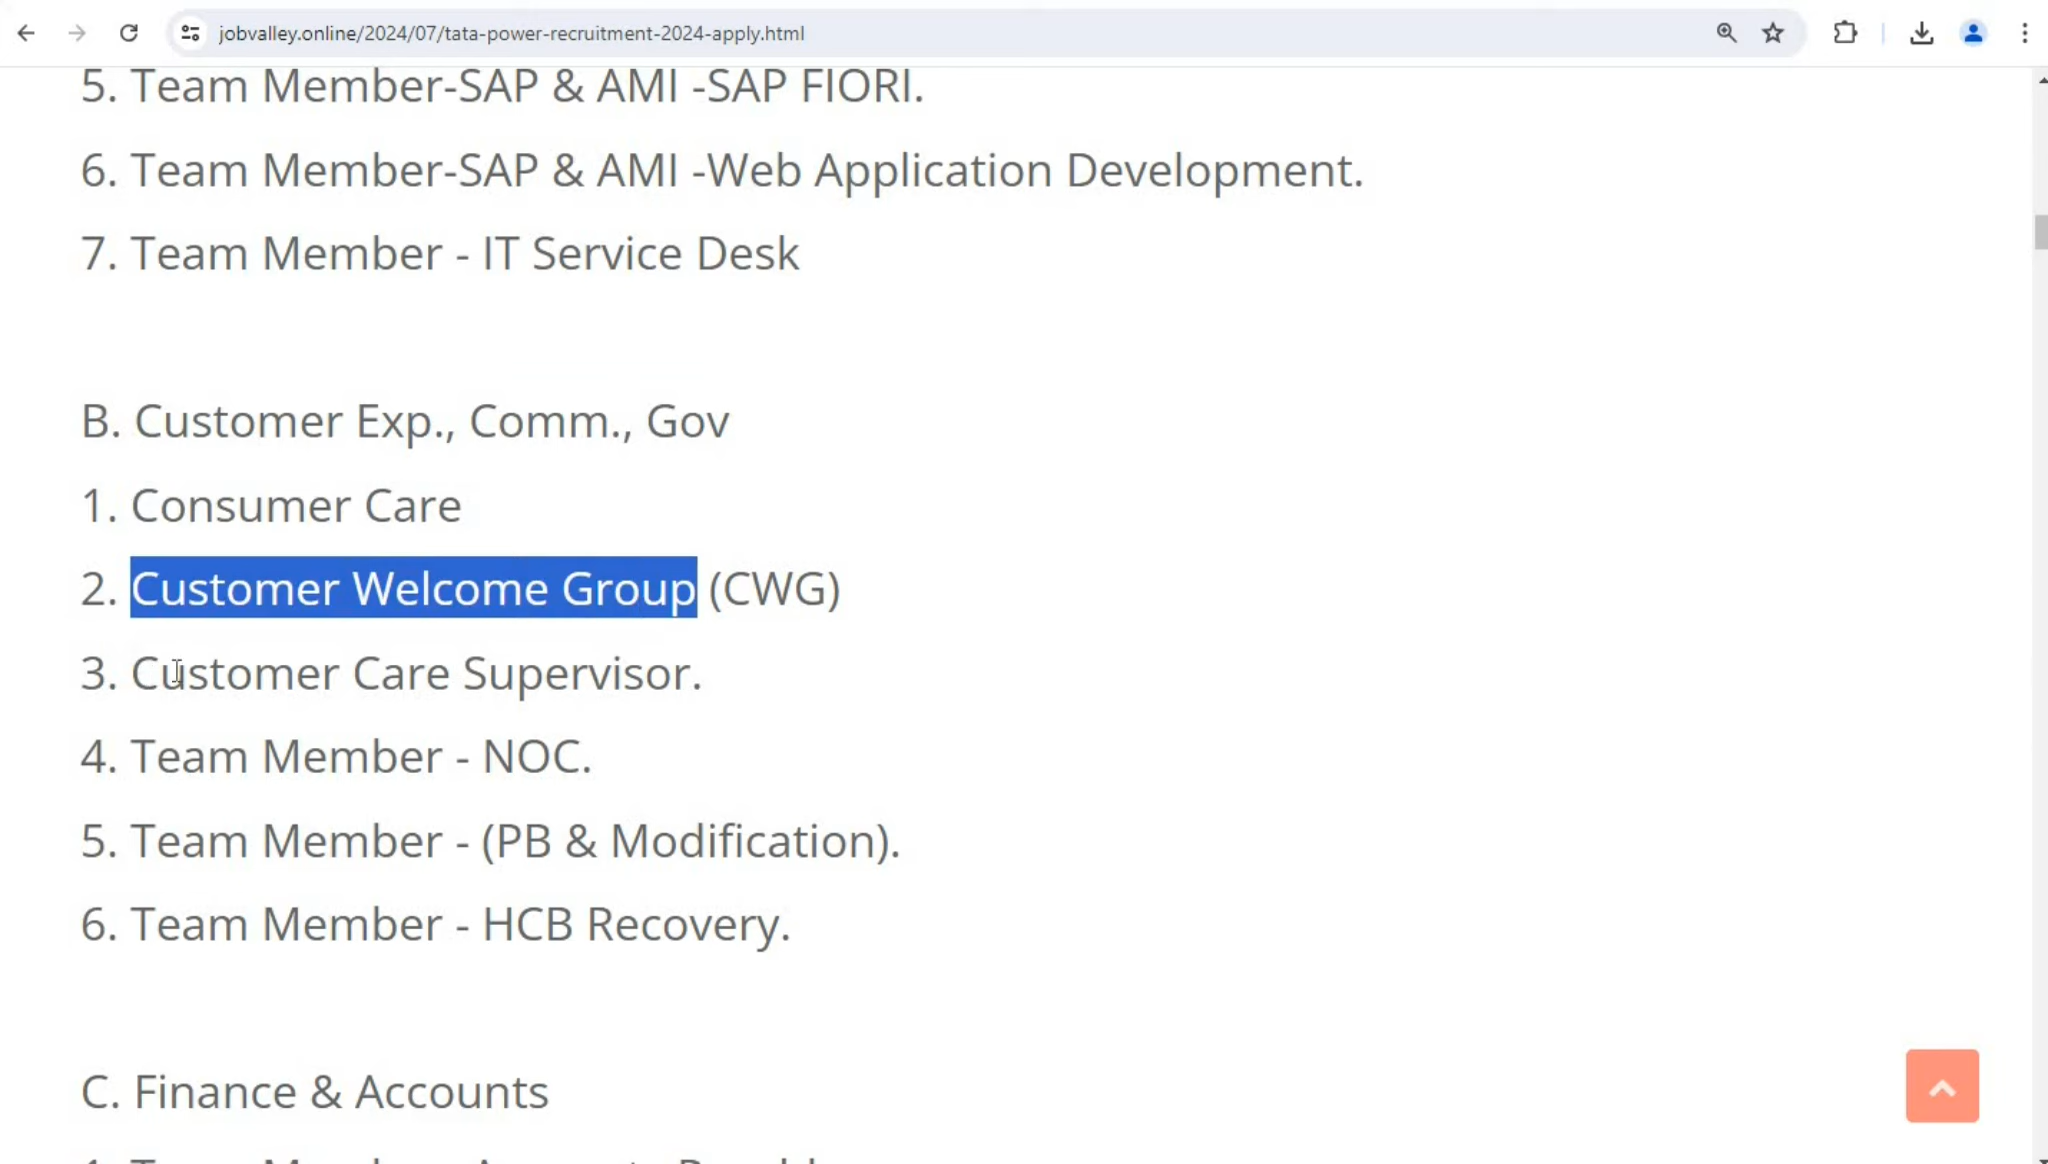 jobvalley.online/2024/07/tata-power-recruitment-2024-apply.html
5. Team Member-SAP & AMI -SAP FIORI.
6. Team Member-SAP & AMI -Web Application Development.
7. Team Member - IT Service Desk
B. Customer Exp., Comm., Gov
1. Consumer Care
2. Customer Welcome Group (CWG)
3. Customer Care Supervisor.
4. Team Member - NOC.
5. Team Member - (PB & Modification).
6. Team Member - HCB Recovery.
C. Finance & Accounts